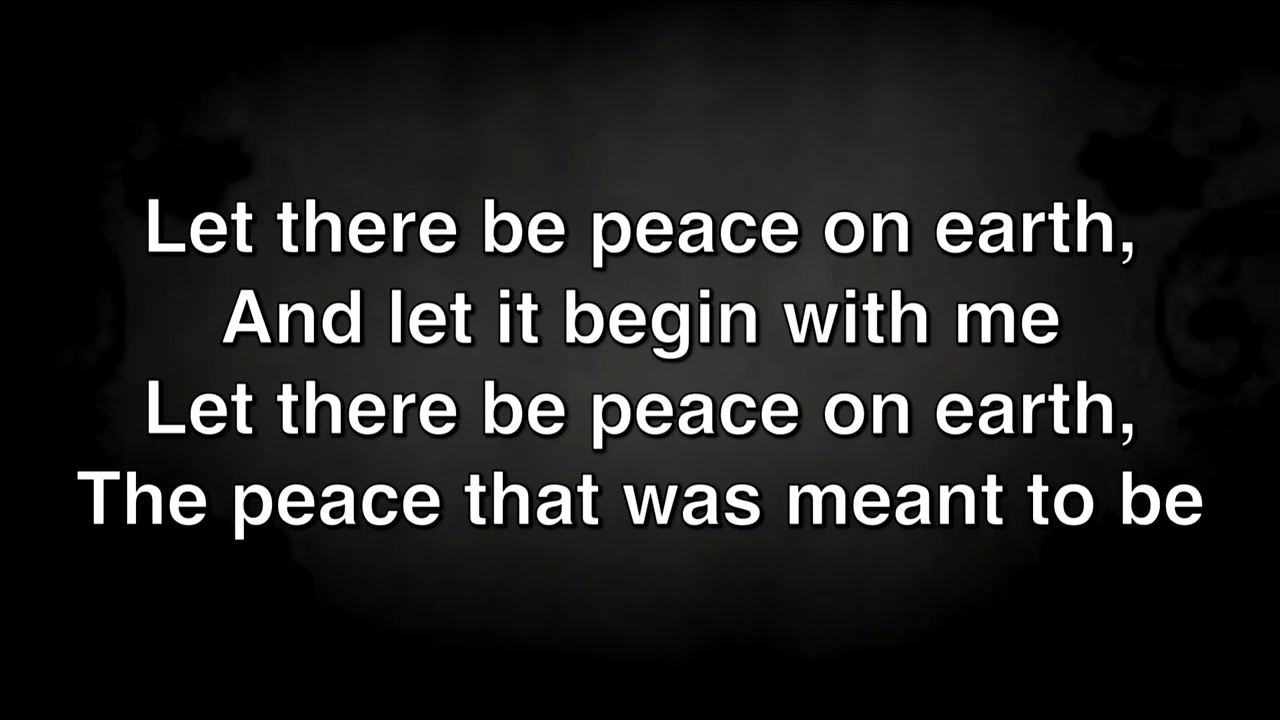 Let there be peace on earth,
And let it begin with me
Let there be peace on earth,
The peace that was meant to be